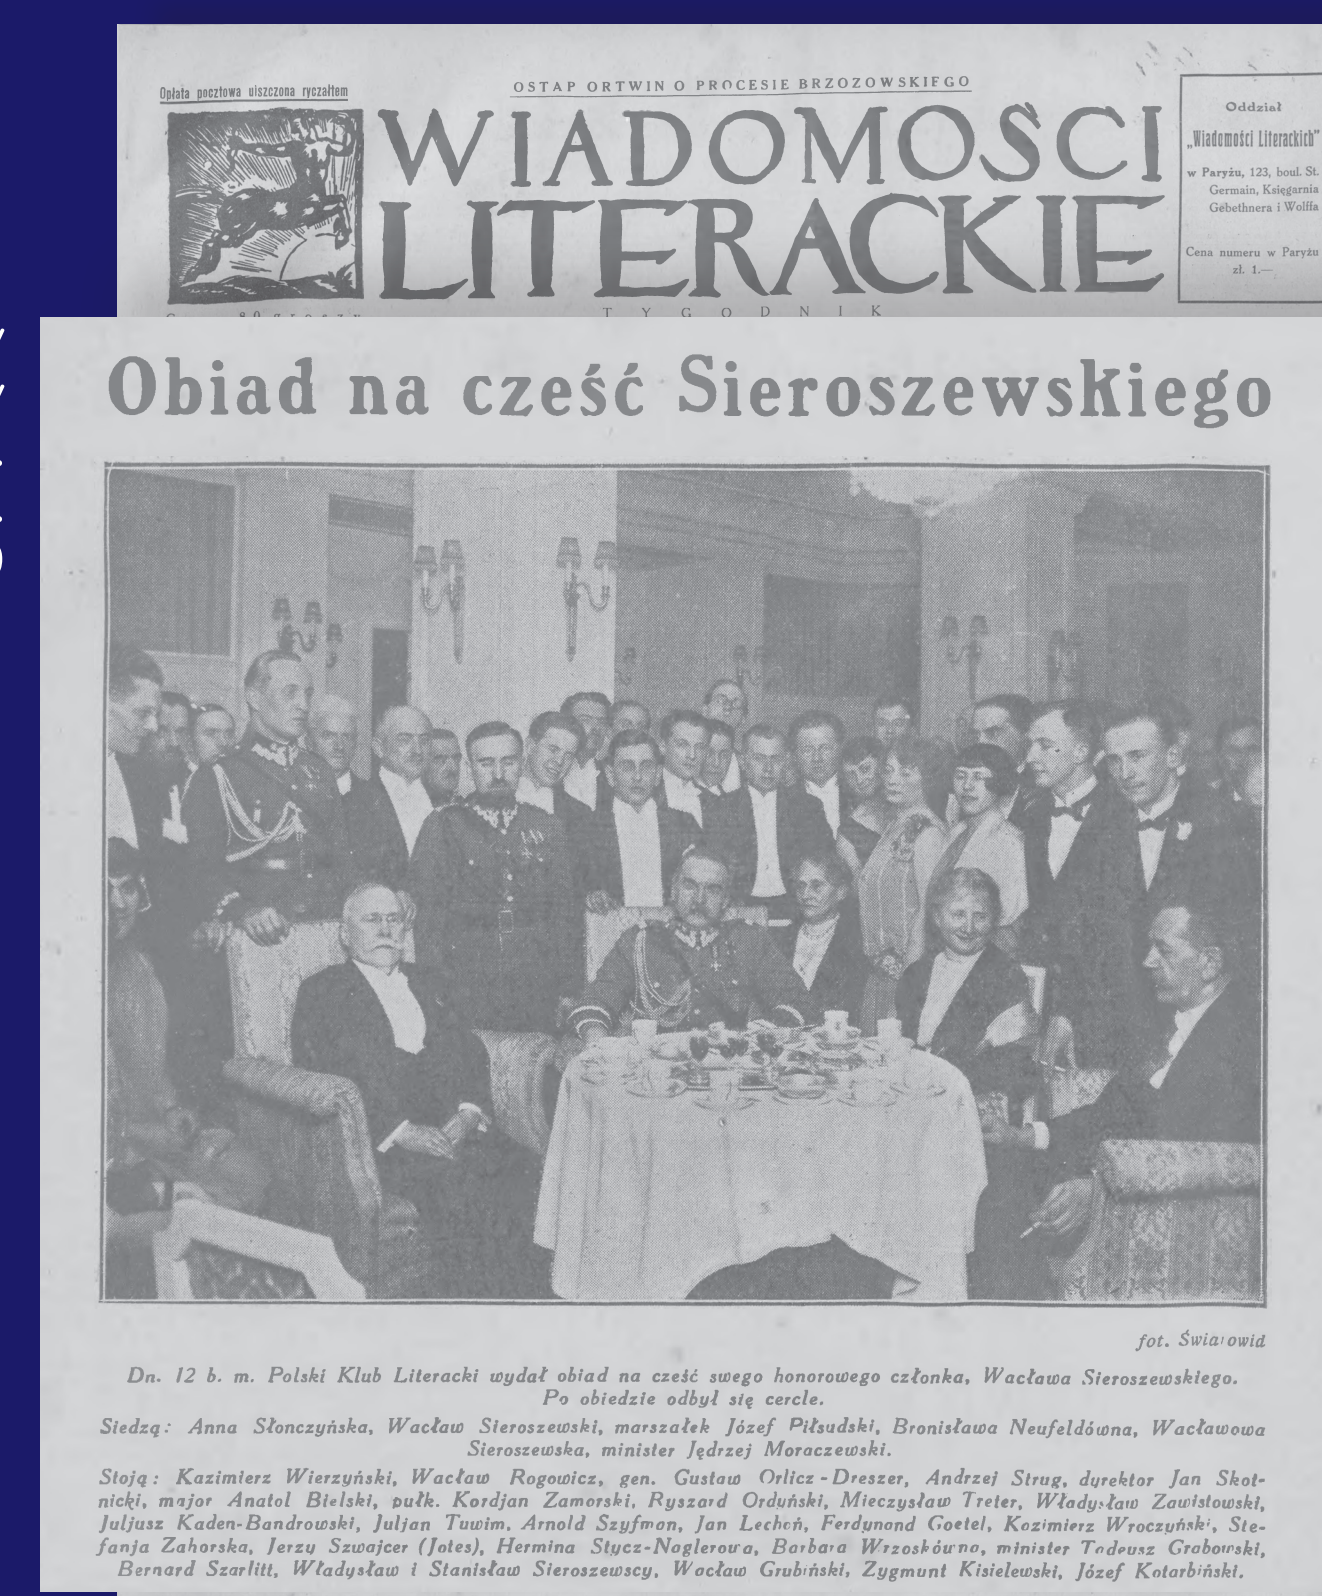 Opłata pocztowa uiszczona ryczałtem
OSTAP ORTWIN O PROCESIE BRZOZOWSKIEGO
WIADOMOŚCI
LITERACKIE
TYGODNIK
Oddział
„Wiadomości Literackich"
w Paryżu, 123, boul. St.
Germain, Księgarnia
Gebethnera i Wolffa
Cena numeru w Paryżu
zł. 1.—
Obiad na cześć Sieroszewskiego
fot. Światowid
Dn. 12 b. m. Polski Klub Literacki wydał obiad na cześć swego honorowego członka, Wacława Sieroszewskiego.
Po obiedzie odbył się cercle.
Siedzą: Anna Słonczyńska, Wacław Sieroszewski, marszałek Józef Piłsudski, Bronisława Neufeldówna, Wacławowa
Sieroszewska, minister Jędrzej Moraczewski.
Stoją: Kazimierz Wierzyński, Wacław Rogowicz, gen. Gustaw Orlicz-Dreszer, Andrzej Strug, dyrektor Jan Skot-
nicki, major Anatol Bielski, pułk. Kordjan Zamorski, Ryszard Ordyński, Mieczysław Treter, Władysław Zawistowski,
Juljusz Kaden-Bandrowski, Juljan Tuwim, Arnold Szyfman, Jan Lechoń, Ferdynand Goetel, Kazimierz Wroczyński, Ste-
fanja Zahorska, Jerzy Szwajcer (Jotes), Hermina Stycz-Naglerowa, Barbara Wrzoskówna, minister Tadeusz Grabowski,
Bernard Szarlitt, Władysław i Stanisław Sieroszewscy, Wacław Grubiński, Zygmunt Kisielewski, Józef Kotarbiński.